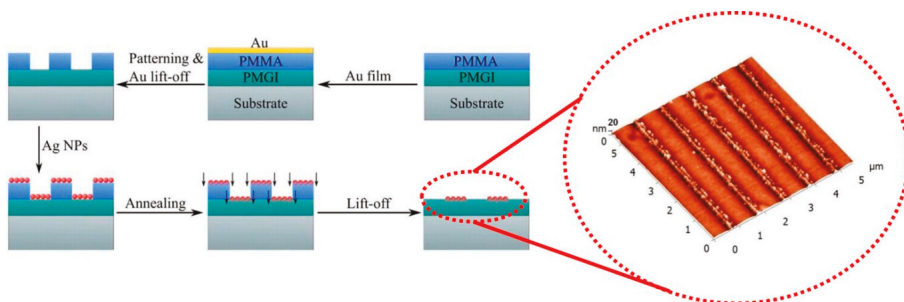 Au
Patterning &
Au lift-off
PMMA
PMGI
Substrate
Au film
PMMA
PMGI
Substrate
Ag NPs
Annealing
Lift-off
20
nm
0
5
4
3
2
1
0
0
1
2
3
4
5
µm